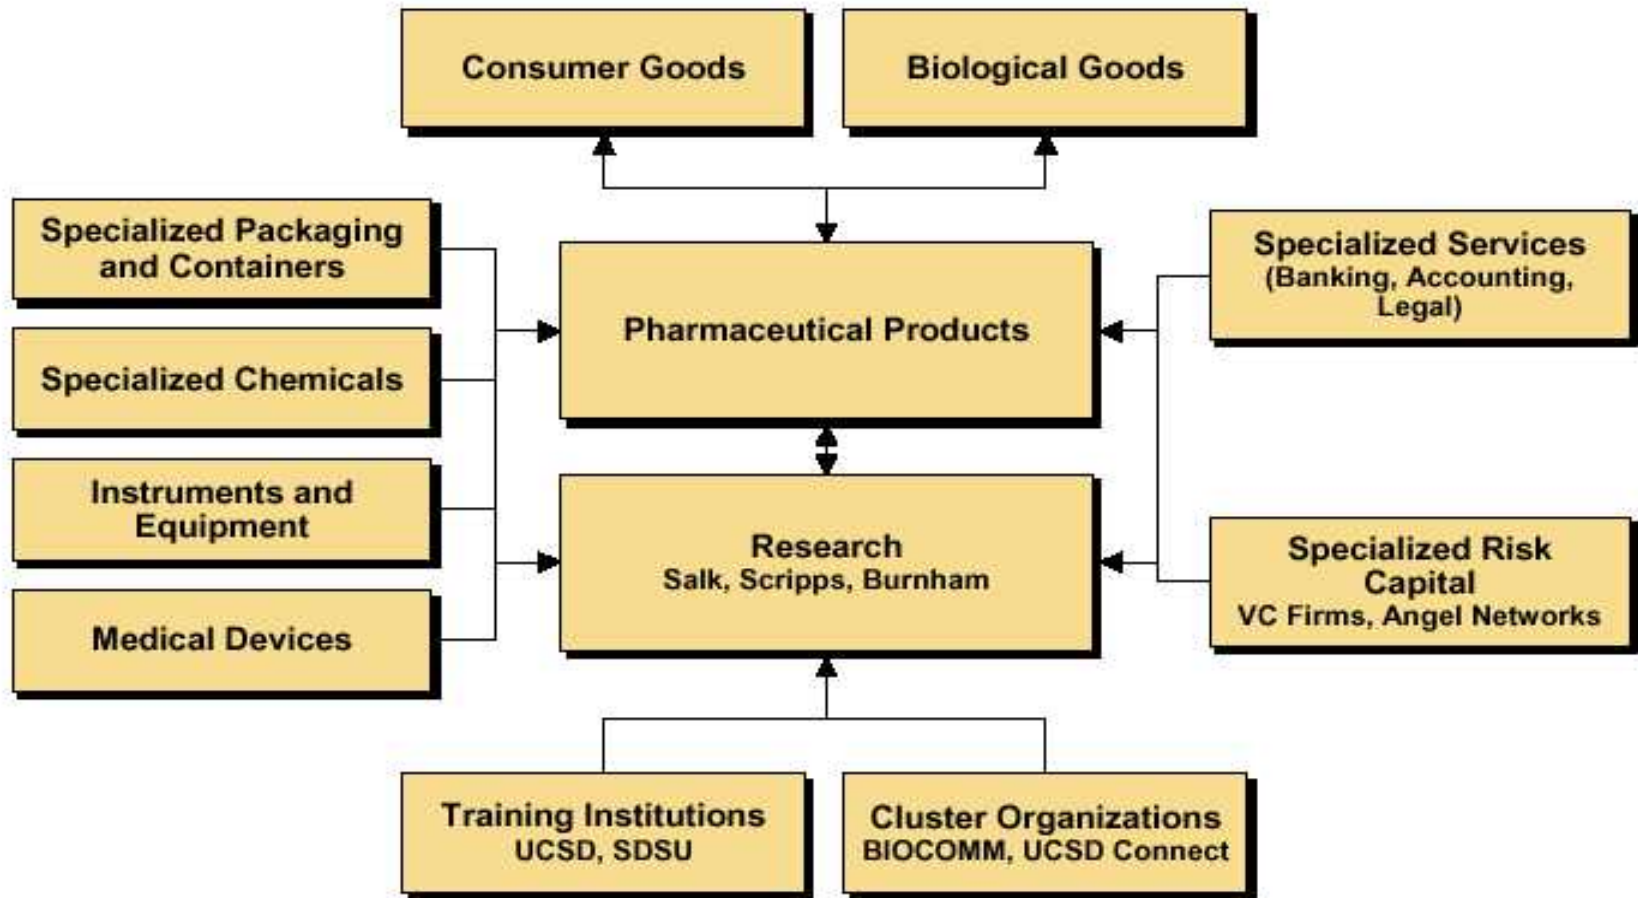 Consumer Goods
Biological Goods
Specialized Packaging
and Containers
Specialized Services
(Banking, Accounting,
Legal)
Pharmaceutical Products
Specialized Chemicals
Instruments and
Equipment
Research
Salk, Scripps, Burnham
Specialized Risk
Capital
VC Firms, Angel Networks
Medical Devices
Training Institutions
UCSD, SDSU
Cluster Organizations
BIOCOMM, UCSD Connect